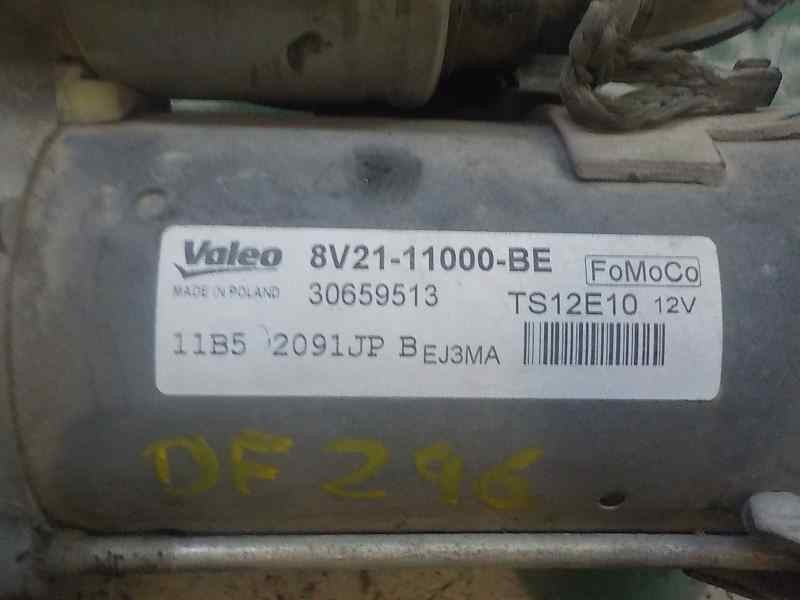 Valeo 8V21-11000-BE FoMoCo
MADE IN POLAND 30659513 TS12E10 12V
11B5 2091JP B EJ3MA
DF 296